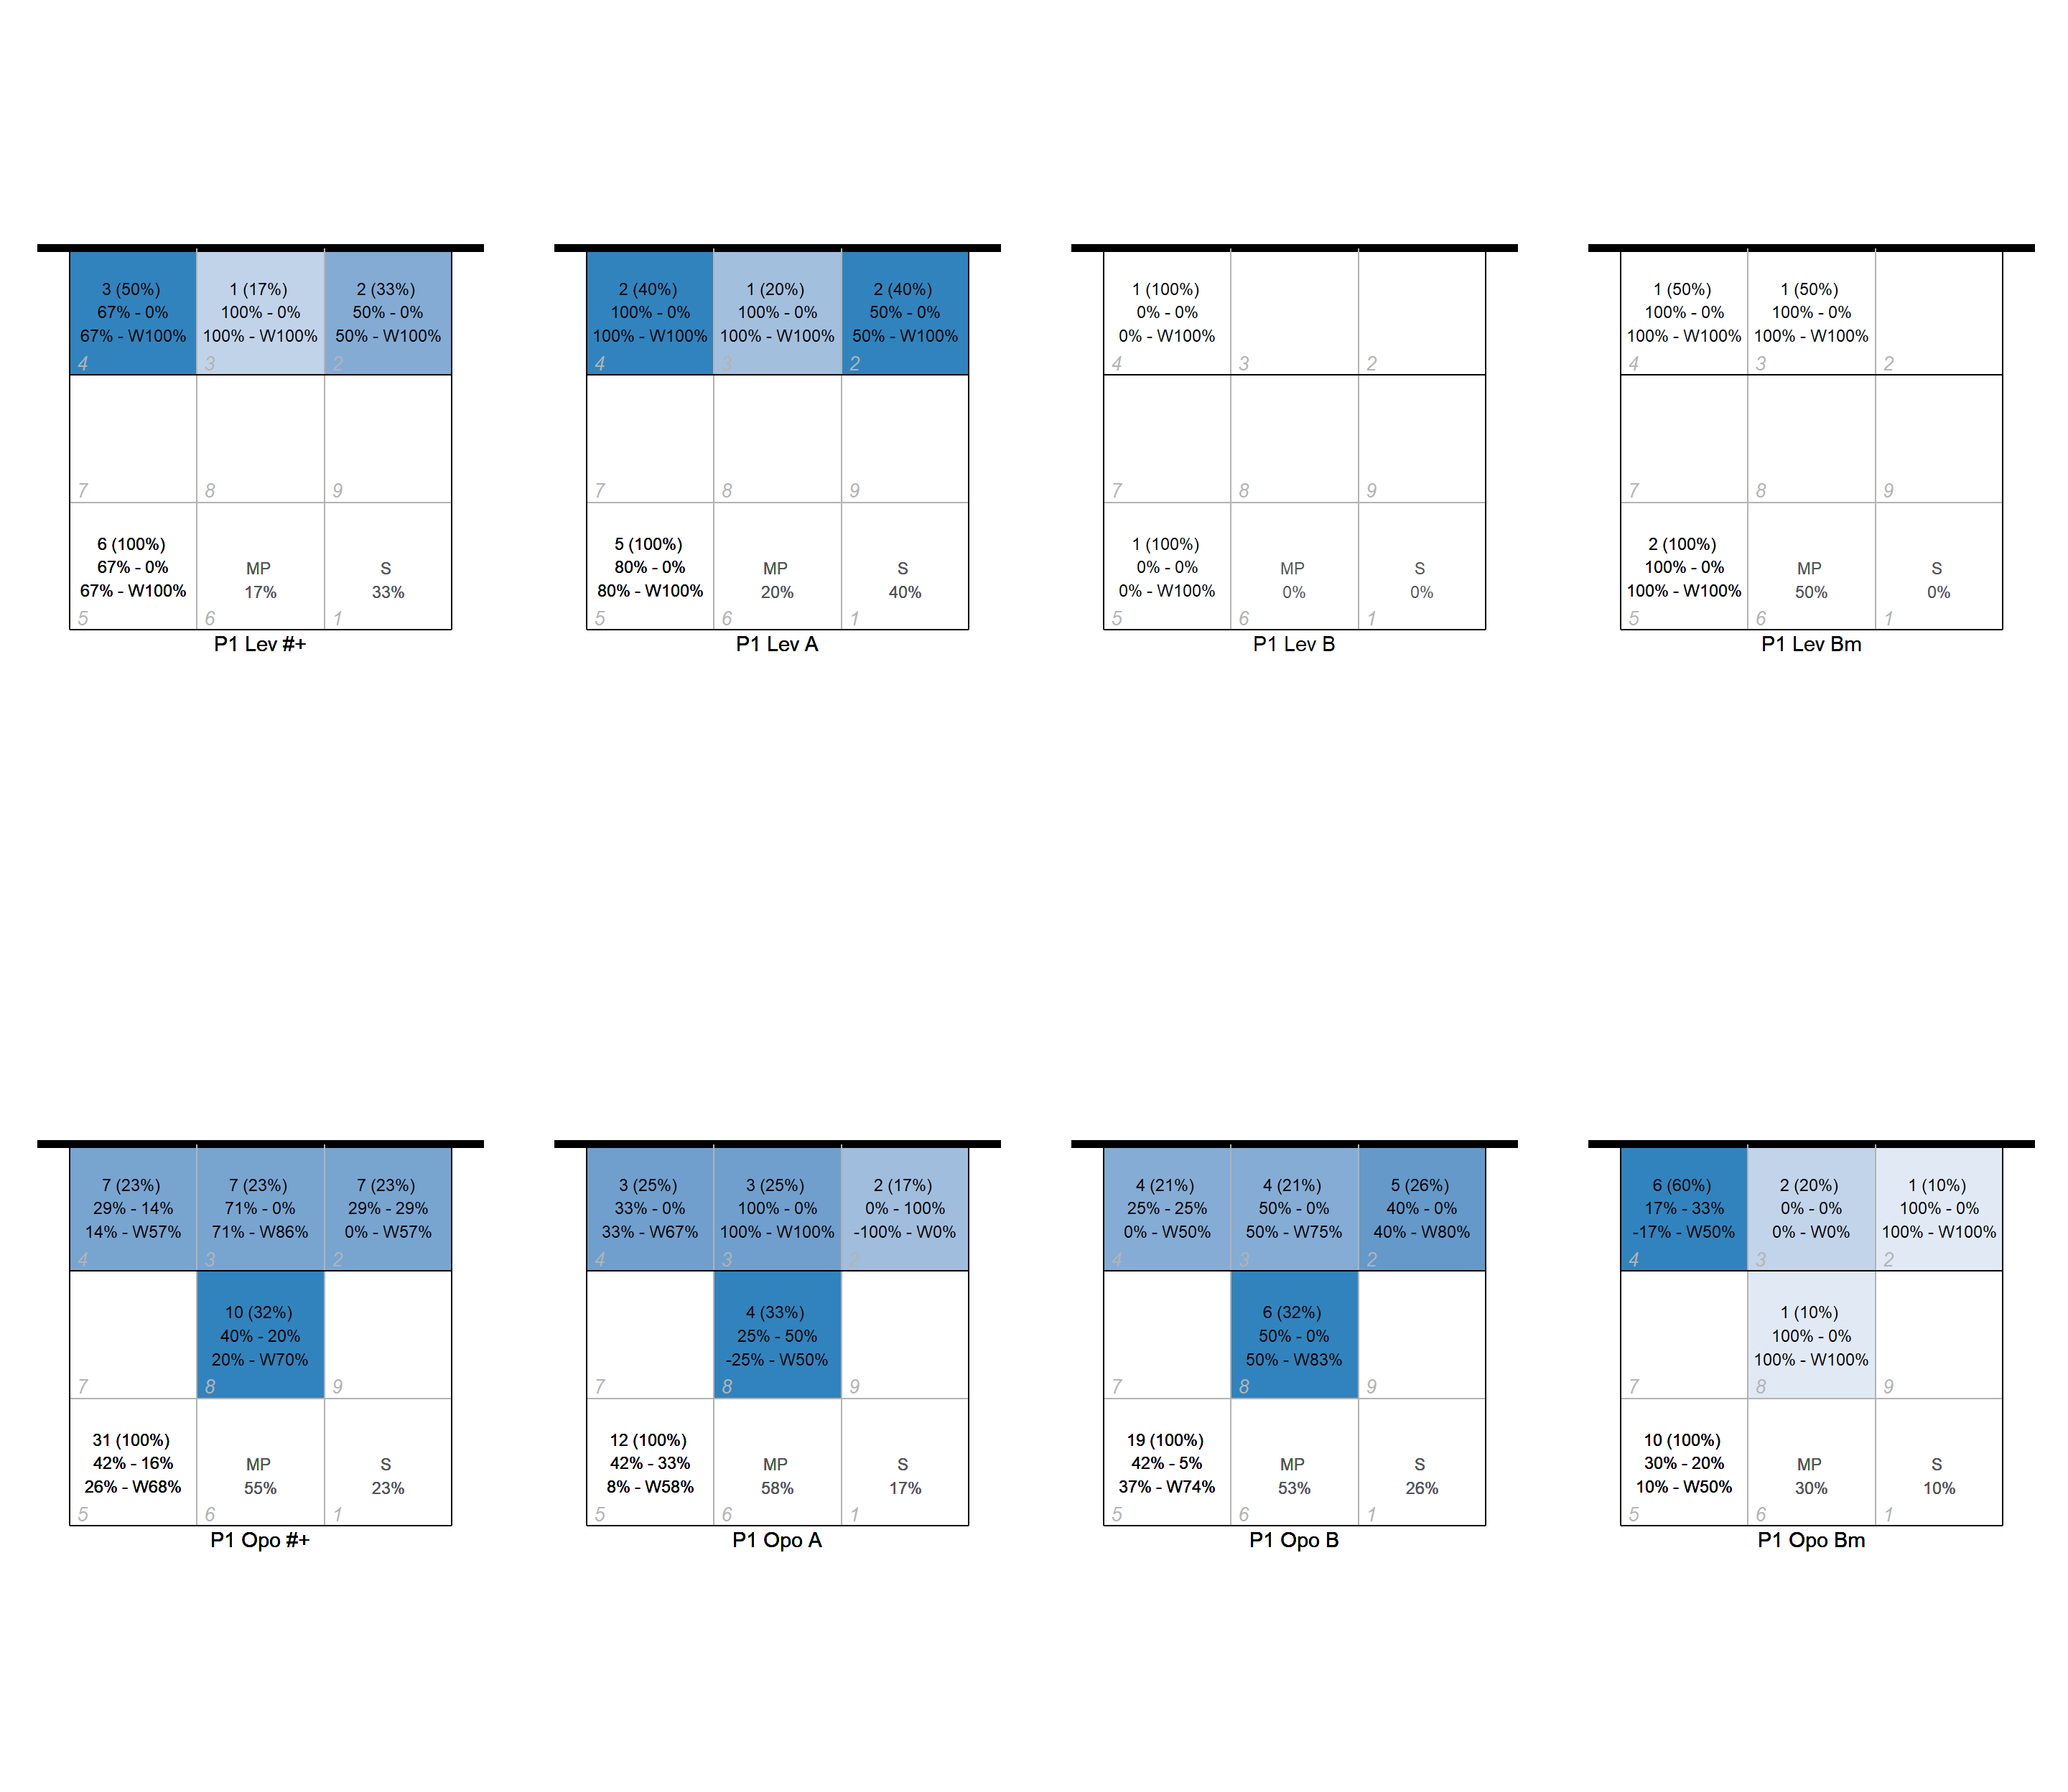 3 (50%)
67% - 0%
67% - W100%
4
1 (17%)
100% - 0%
100% - W100%
3
2 (33%)
50% - 0%
50% - W100%
2
7
8
9
6 (100%)
67% - 0%
67% - W100%
5
MP
17%
6
S
33%
1
P1 Lev #+
2 (40%)
100% - 0%
100% - W100%
4
1 (20%)
100% - 0%
100% - W100%
3
2 (40%)
50% - 0%
50% - W100%
2
7
8
9
5 (100%)
80% - 0%
80% - W100%
5
MP
20%
6
S
40%
1
P1 Lev A
1 (100%)
0% - 0%
0% - W100%
4
3
2
7
8
9
1 (100%)
0% - 0%
0% - W100%
5
MP
0%
6
S
0%
1
P1 Lev B
1 (50%)
100% - 0%
100% - W100%
4
1 (50%)
100% - 0%
100% - W100%
3
2
7
8
9
2 (100%)
100% - 0%
100% - W100%
5
MP
50%
6
S
0%
1
P1 Lev Bm
7 (23%)
29% - 14%
14% - W57%
4
7 (23%)
71% - 0%
71% - W86%
3
7 (23%)
29% - 29%
0% - W57%
2
7
10 (32%)
40% - 20%
20% - W70%
8
9
31 (100%)
42% - 16%
26% - W68%
5
MP
55%
6
S
23%
1
P1 Opo #+
3 (25%)
33% - 0%
33% - W67%
4
3 (25%)
100% - 0%
100% - W100%
3
2 (17%)
0% - 100%
-100% - W0%
2
7
4 (33%)
25% - 50%
-25% - W50%
8
9
12 (100%)
42% - 33%
8% - W58%
5
MP
58%
6
S
17%
1
P1 Opo A
4 (21%)
25% - 25%
0% - W50%
4
4 (21%)
50% - 0%
50% - W75%
3
5 (26%)
40% - 0%
40% - W80%
2
7
6 (32%)
50% - 0%
50% - W83%
8
9
19 (100%)
42% - 5%
37% - W74%
5
MP
53%
6
S
26%
1
P1 Opo B
6 (60%)
17% - 33%
-17% - W50%
4
2 (20%)
0% - 0%
0% - W0%
3
1 (10%)
100% - 0%
100% - W100%
2
7
1 (10%)
100% - 0%
100% - W100%
8
9
10 (100%)
30% - 20%
10% - W50%
5
MP
30%
6
S
10%
1
P1 Opo Bm